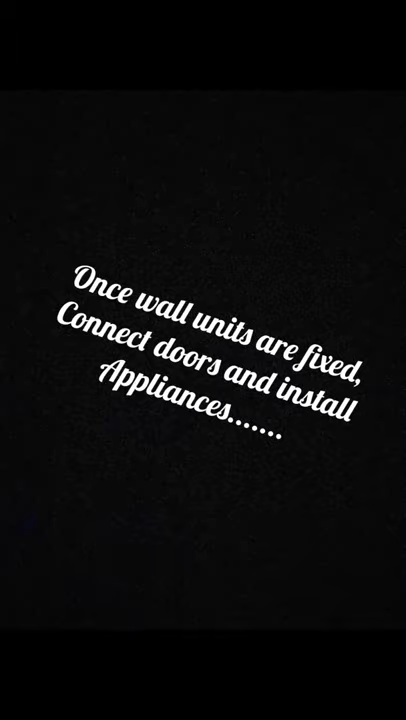 Once wall units are fixed,
Connect doors and install
Appliances.......